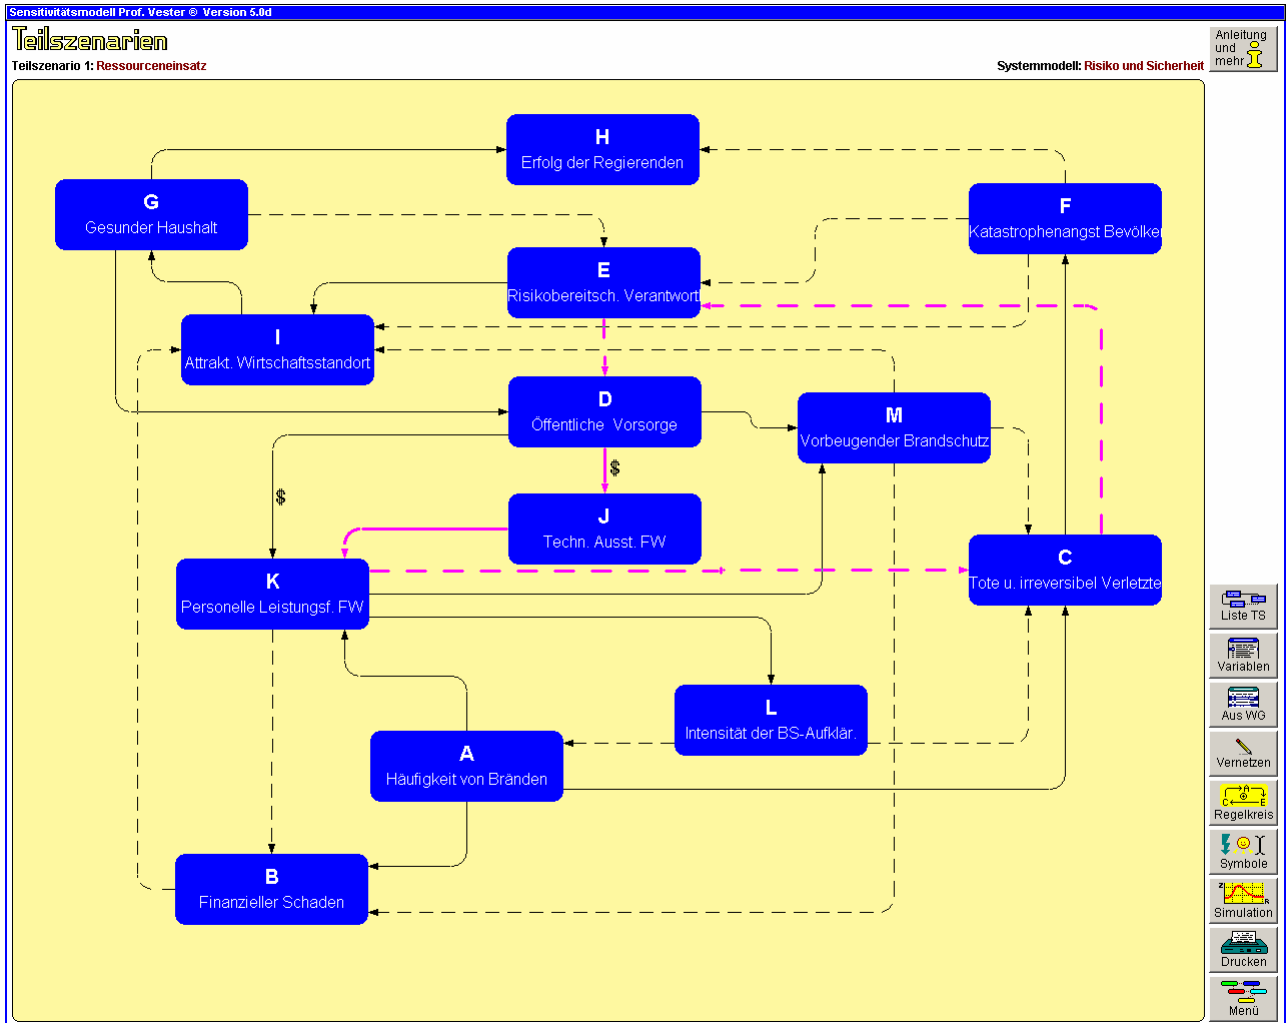 Sensitivitätsmodell Prof. Vester ® Version 5.0d
Teilszenarien
Anleitung
und
mehr i
Teilszenario 1: Ressourceneinsatz
Systemmodell: Risiko und Sicherheit
H
Erfolg der Regierenden
G
Gesunder Haushalt
F
Katastrophenangst Bevölke
E
Risikobereitsch. Verantwort
I
Attrakt. Wirtschaftsstandort
D
Öffentliche Vorsorge
M
Vorbeugender Brandschutz
$
$
J
Techn. Ausst. FW
K
Personelle Leistungsf. FW
C
Tote u. irreversibel Verletzte
L
Intensität der BS-Aufklär.
A
Häufigkeit von Bränden
B
Finanzieller Schaden
Liste TS
Variablen
Aus WG
Vernetzen
A
C E
Regelkreis
Symbole
Z
R
Simulation
Drucken
Menü